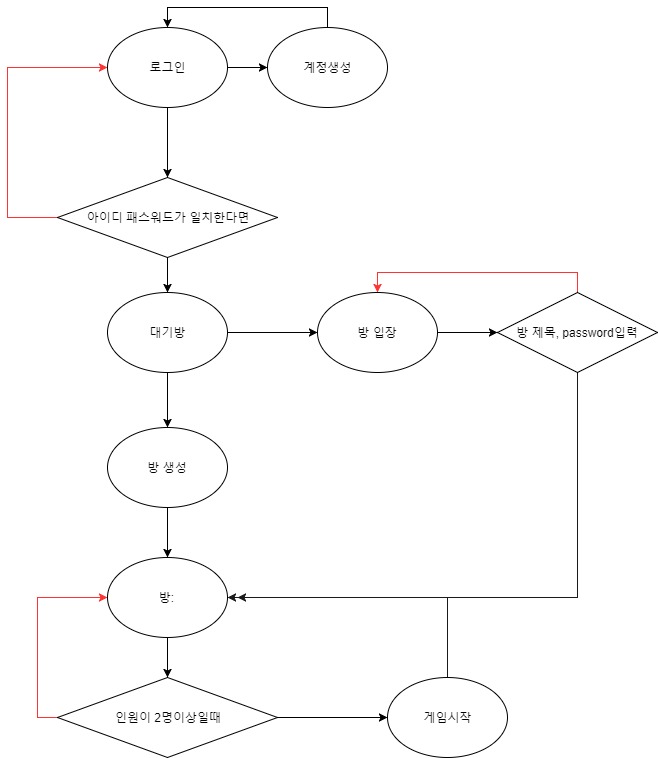 로그인
계정생성
아이디 패스워드가 일치한다면
대기방
방 입장
방 제목, password입력
방 생성
방:
인원이 2명이상일때
게임시작